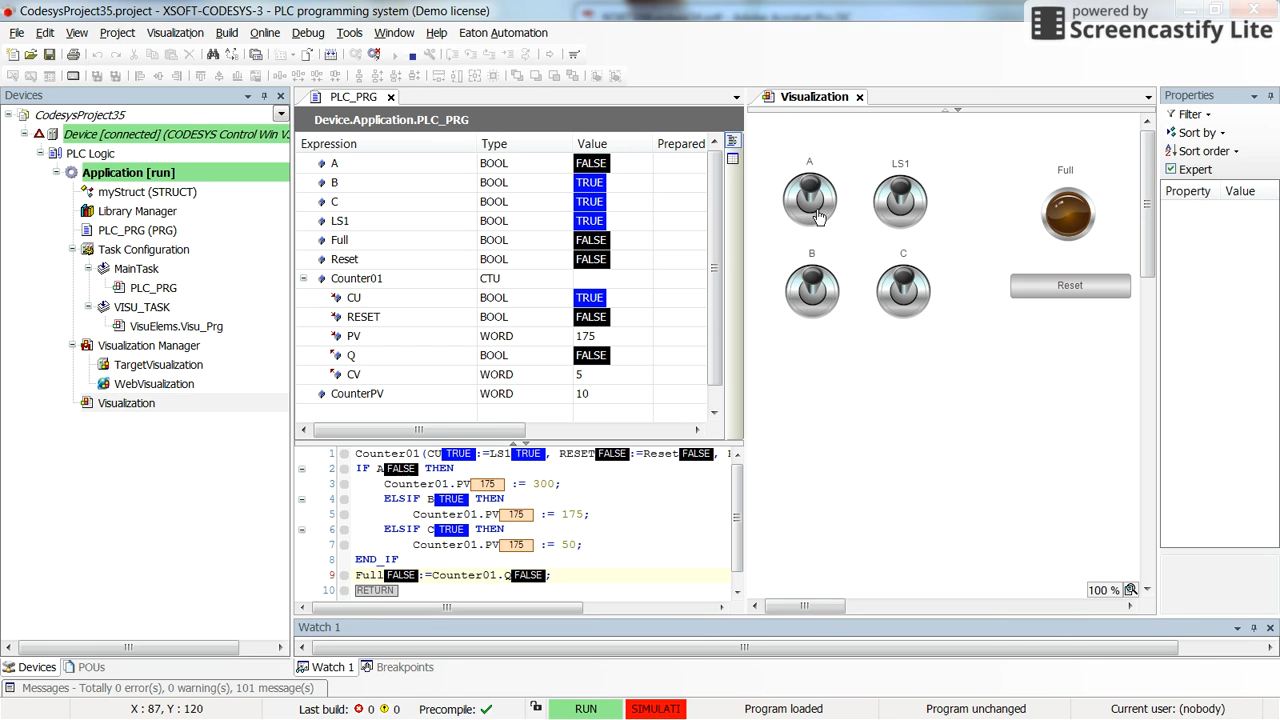 CodesysProject35.project - XSOFT-CODESYS-3 - PLC programming system (Demo license)
powered by
Screencastify Lite
File Edit View Project Visualization Build Online Debug Tools Window Help Eaton Automation
Devices
PLC_PRG
Visualization
Properties
CodesysProject35
Device [connected] (CODESYS Control Win V.
PLC Logic
Application [run]
myStruct (STRUCT)
Library Manager
PLC_PRG (PRG)
Task Configuration
MainTask
PLC_PRG
VISU_TASK
VisuElems.Visu_Prg
Visualization Manager
TargetVisualization
WebVisualization
Visualization
Device.Application.PLC_PRG
Expression Type Value Prepared
A BOOL FALSE
B BOOL TRUE
C BOOL TRUE
LS1 BOOL TRUE
Full BOOL FALSE
Reset BOOL FALSE
Counter01 CTU
CU BOOL TRUE
RESET BOOL FALSE
PV WORD 175
Q BOOL FALSE
CV WORD 5
CounterPV WORD 10
1 Counter01(CU TRUE :=LS1 TRUE , RESET FALSE :=Reset FALSE ,
2 IF A FALSE THEN
3 Counter01.PV 175 := 300;
4 ELSIF B TRUE THEN
5 Counter01.PV 175 := 175;
6 ELSIF C TRUE THEN
7 Counter01.PV 175 := 50;
8 END_IF
9 Full FALSE :=Counter01.Q FALSE ;
10 RETURN
A
LS1
Full
B
C
Reset
100 %
Filter
Sort by
Sort order
Expert
Property Value
Watch 1
Devices POUs
Watch 1 Breakpoints
Messages - Totally 0 error(s), 0 warning(s), 101 message(s)
X : 87, Y : 120
Last build: 0 0 Precompile:
RUN
SIMULATI
Program loaded
Program unchanged
Current user: (nobody)